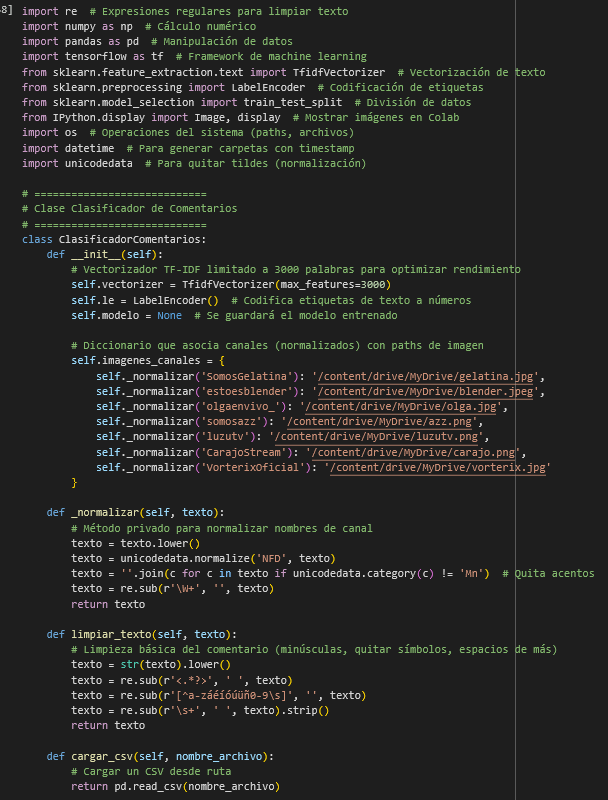 8] import re  # Expresiones regulares para limpiar texto
import numpy as np  # Cálculo numérico
import pandas as pd  # Manipulación de datos
import tensorflow as tf  # Framework de machine learning
from sklearn.feature_extraction.text import TfidfVectorizer  # Vectorización de texto
from sklearn.preprocessing import LabelEncoder  # Codificación de etiquetas
from sklearn.model_selection import train_test_split  # División de datos
from IPython.display import Image, display  # Mostrar imágenes en Colab
import os  # Operaciones del sistema (paths, archivos)
import datetime  # Para generar carpetas con timestamp
import unicodedata  # Para quitar tildes (normalización)

# ============================
# Clase Clasificador de Comentarios
# ============================
class ClasificadorComentarios:
    def __init__(self):
        # Vectorizador TF-IDF limitado a 3000 palabras para optimizar rendimiento
        self.vectorizer = TfidfVectorizer(max_features=3000)
        self.le = LabelEncoder()  # Codifica etiquetas de texto a números
        self.modelo = None  # Se guardará el modelo entrenado

        # Diccionario que asocia canales (normalizados) con paths de imagen
        self.imagenes_canales = {
            self._normalizar('SomosGelatina'): '/content/drive/MyDrive/gelatina.jpg',
            self._normalizar('estoesblender'): '/content/drive/MyDrive/blender.jpeg',
            self._normalizar('olgaenvivo_'): '/content/drive/MyDrive/olga.jpg',
            self._normalizar('somosazz'): '/content/drive/MyDrive/azz.png',
            self._normalizar('luzutv'): '/content/drive/MyDrive/luzutv.png',
            self._normalizar('CarajoStream'): '/content/drive/MyDrive/carajo.png',
            self._normalizar('VorterixOficial'): '/content/drive/MyDrive/vorterix.jpg'
        }

    def _normalizar(self, texto):
        # Método privado para normalizar nombres de canal
        texto = texto.lower()
        texto = unicodedata.normalize('NFD', texto)
        texto = ''.join(c for c in texto if unicodedata.category(c) != 'Mn')  # Quita acentos
        texto = re.sub(r'\W+', '', texto)
        return texto

    def limpiar_texto(self, texto):
        # Limpieza básica del comentario (minúsculas, quitar símbolos, espacios de más)
        texto = str(texto).lower()
        texto = re.sub(r'<.*?>', ' ', texto)
        texto = re.sub(r'[^a-záéíóúüñ0-9\s]', '', texto)
        texto = re.sub(r'\s+', ' ', texto).strip()
        return texto

    def cargar_csv(self, nombre_archivo):
        # Cargar un CSV desde ruta
        return pd.read_csv(nombre_archivo)